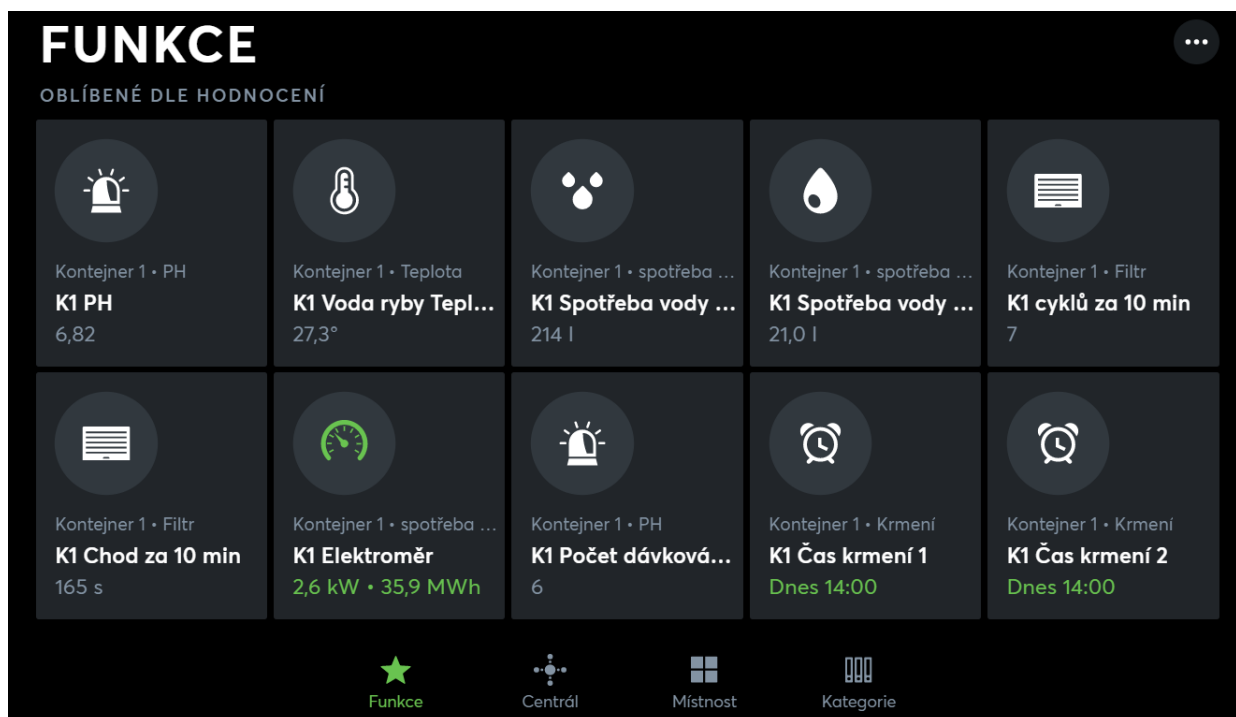 FUNKCE
OBLÍBENÉ DLE HODNOCENÍ
Kontejner 1 • PH
K1 PH
6,82
Kontejner 1 • Teplota
K1 Voda ryby Tepl...
27,3°
Kontejner 1 • spotřeba ...
K1 Spotřeba vody ...
214 l
Kontejner 1 • spotřeba ...
K1 Spotřeba vody ...
21,0 l
Kontejner 1 • Filtr
K1 cyklů za 10 min
7
Kontejner 1 • Filtr
K1 Chod za 10 min
165 s
Kontejner 1 • spotřeba ...
K1 Elektroměr
2,6 kW • 35,9 MWh
Kontejner 1 • PH
K1 Počet dávková...
6
Kontejner 1 • Krmení
K1 Čas krmení 1
Dnes 14:00
Kontejner 1 • Krmení
K1 Čas krmení 2
Dnes 14:00
Funkce
Centrál
Místnost
Kategorie